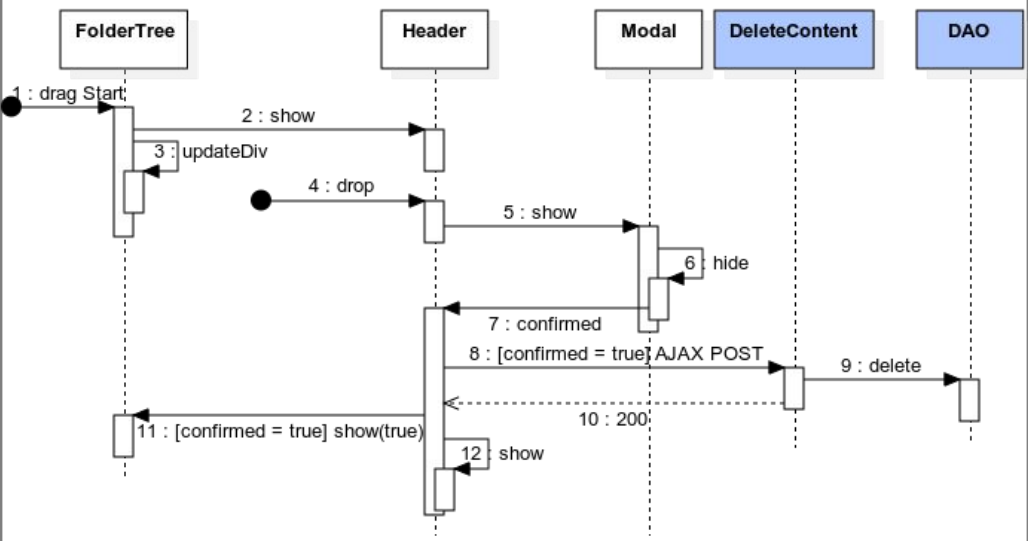 FolderTree
Header
Modal
DeleteContent
DAO
1 : drag Start
2 : show
3 : updateDiv
4 : drop
5 : show
6 : hide
7 : confirmed
8 : [confirmed = true] AJAX POST
9 : delete
10 : 200
11 : [confirmed = true] show(true)
12 : show